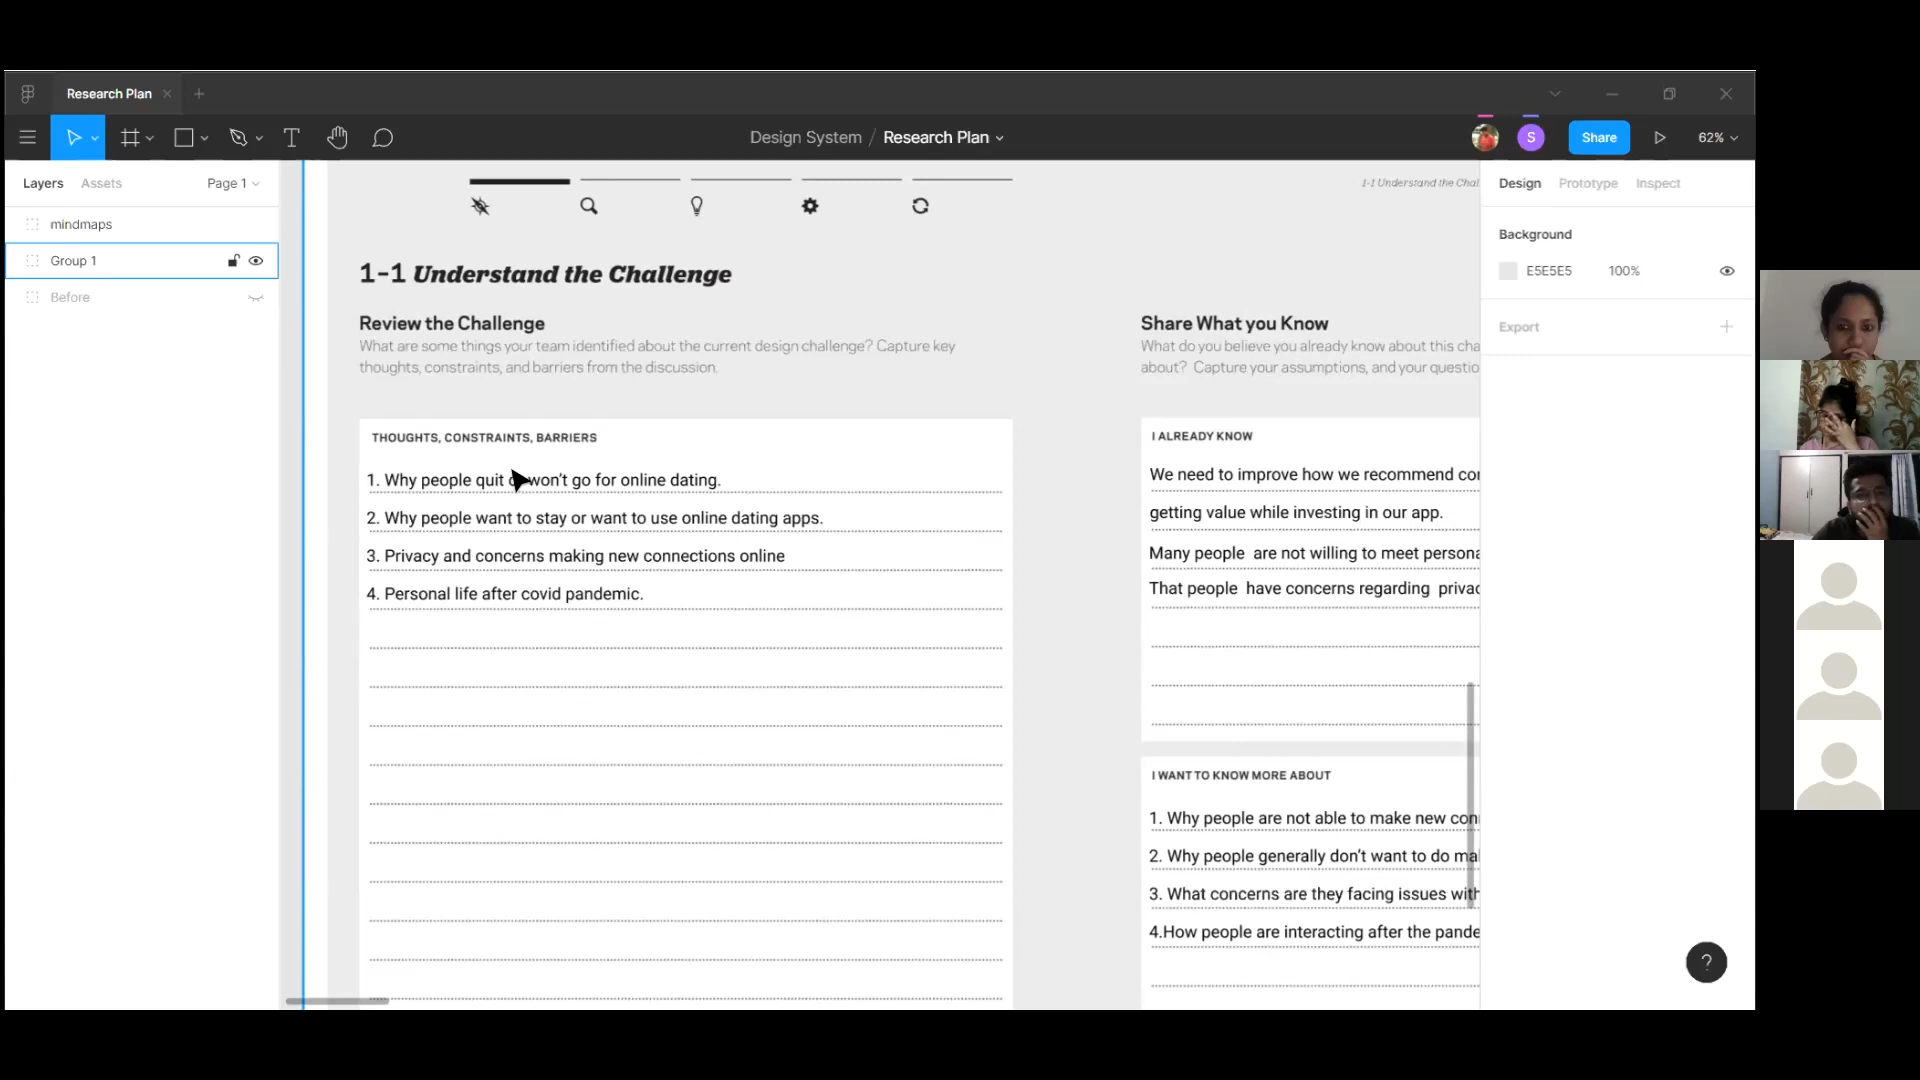 Research Plan
Design System / Research Plan
S
Share
62%
Layers
Assets
Page 1
mindmaps
Group 1
Before
1-1 Understand the Chal
1-1 Understand the Challenge
Review the Challenge
What are some things your team identified about the current design challenge? Capture key
thoughts, constraints, and barriers from the discussion.
THOUGHTS, CONSTRAINTS, BARRIERS
1. Why people quit won't go for online dating.
2. Why people want to stay or want to use online dating apps.
3. Privacy and concerns making new connections online
4. Personal life after covid pandemic.
Share What you Know
What do you believe you already know about this cha
about? Capture your assumptions, and your questio
I ALREADY KNOW
We need to improve how we recommend co
getting value while investing in our app.
Many people are not willing to meet persona
That people have concerns regarding privac
I WANT TO KNOW MORE ABOUT
1. Why people are not able to make new con
2. Why people generally don't want to do ma
3. What concerns are they facing issues with
4.How people are interacting after the pande
Design
Prototype
Inspect
Background
E5E5E5
100%
Export
?